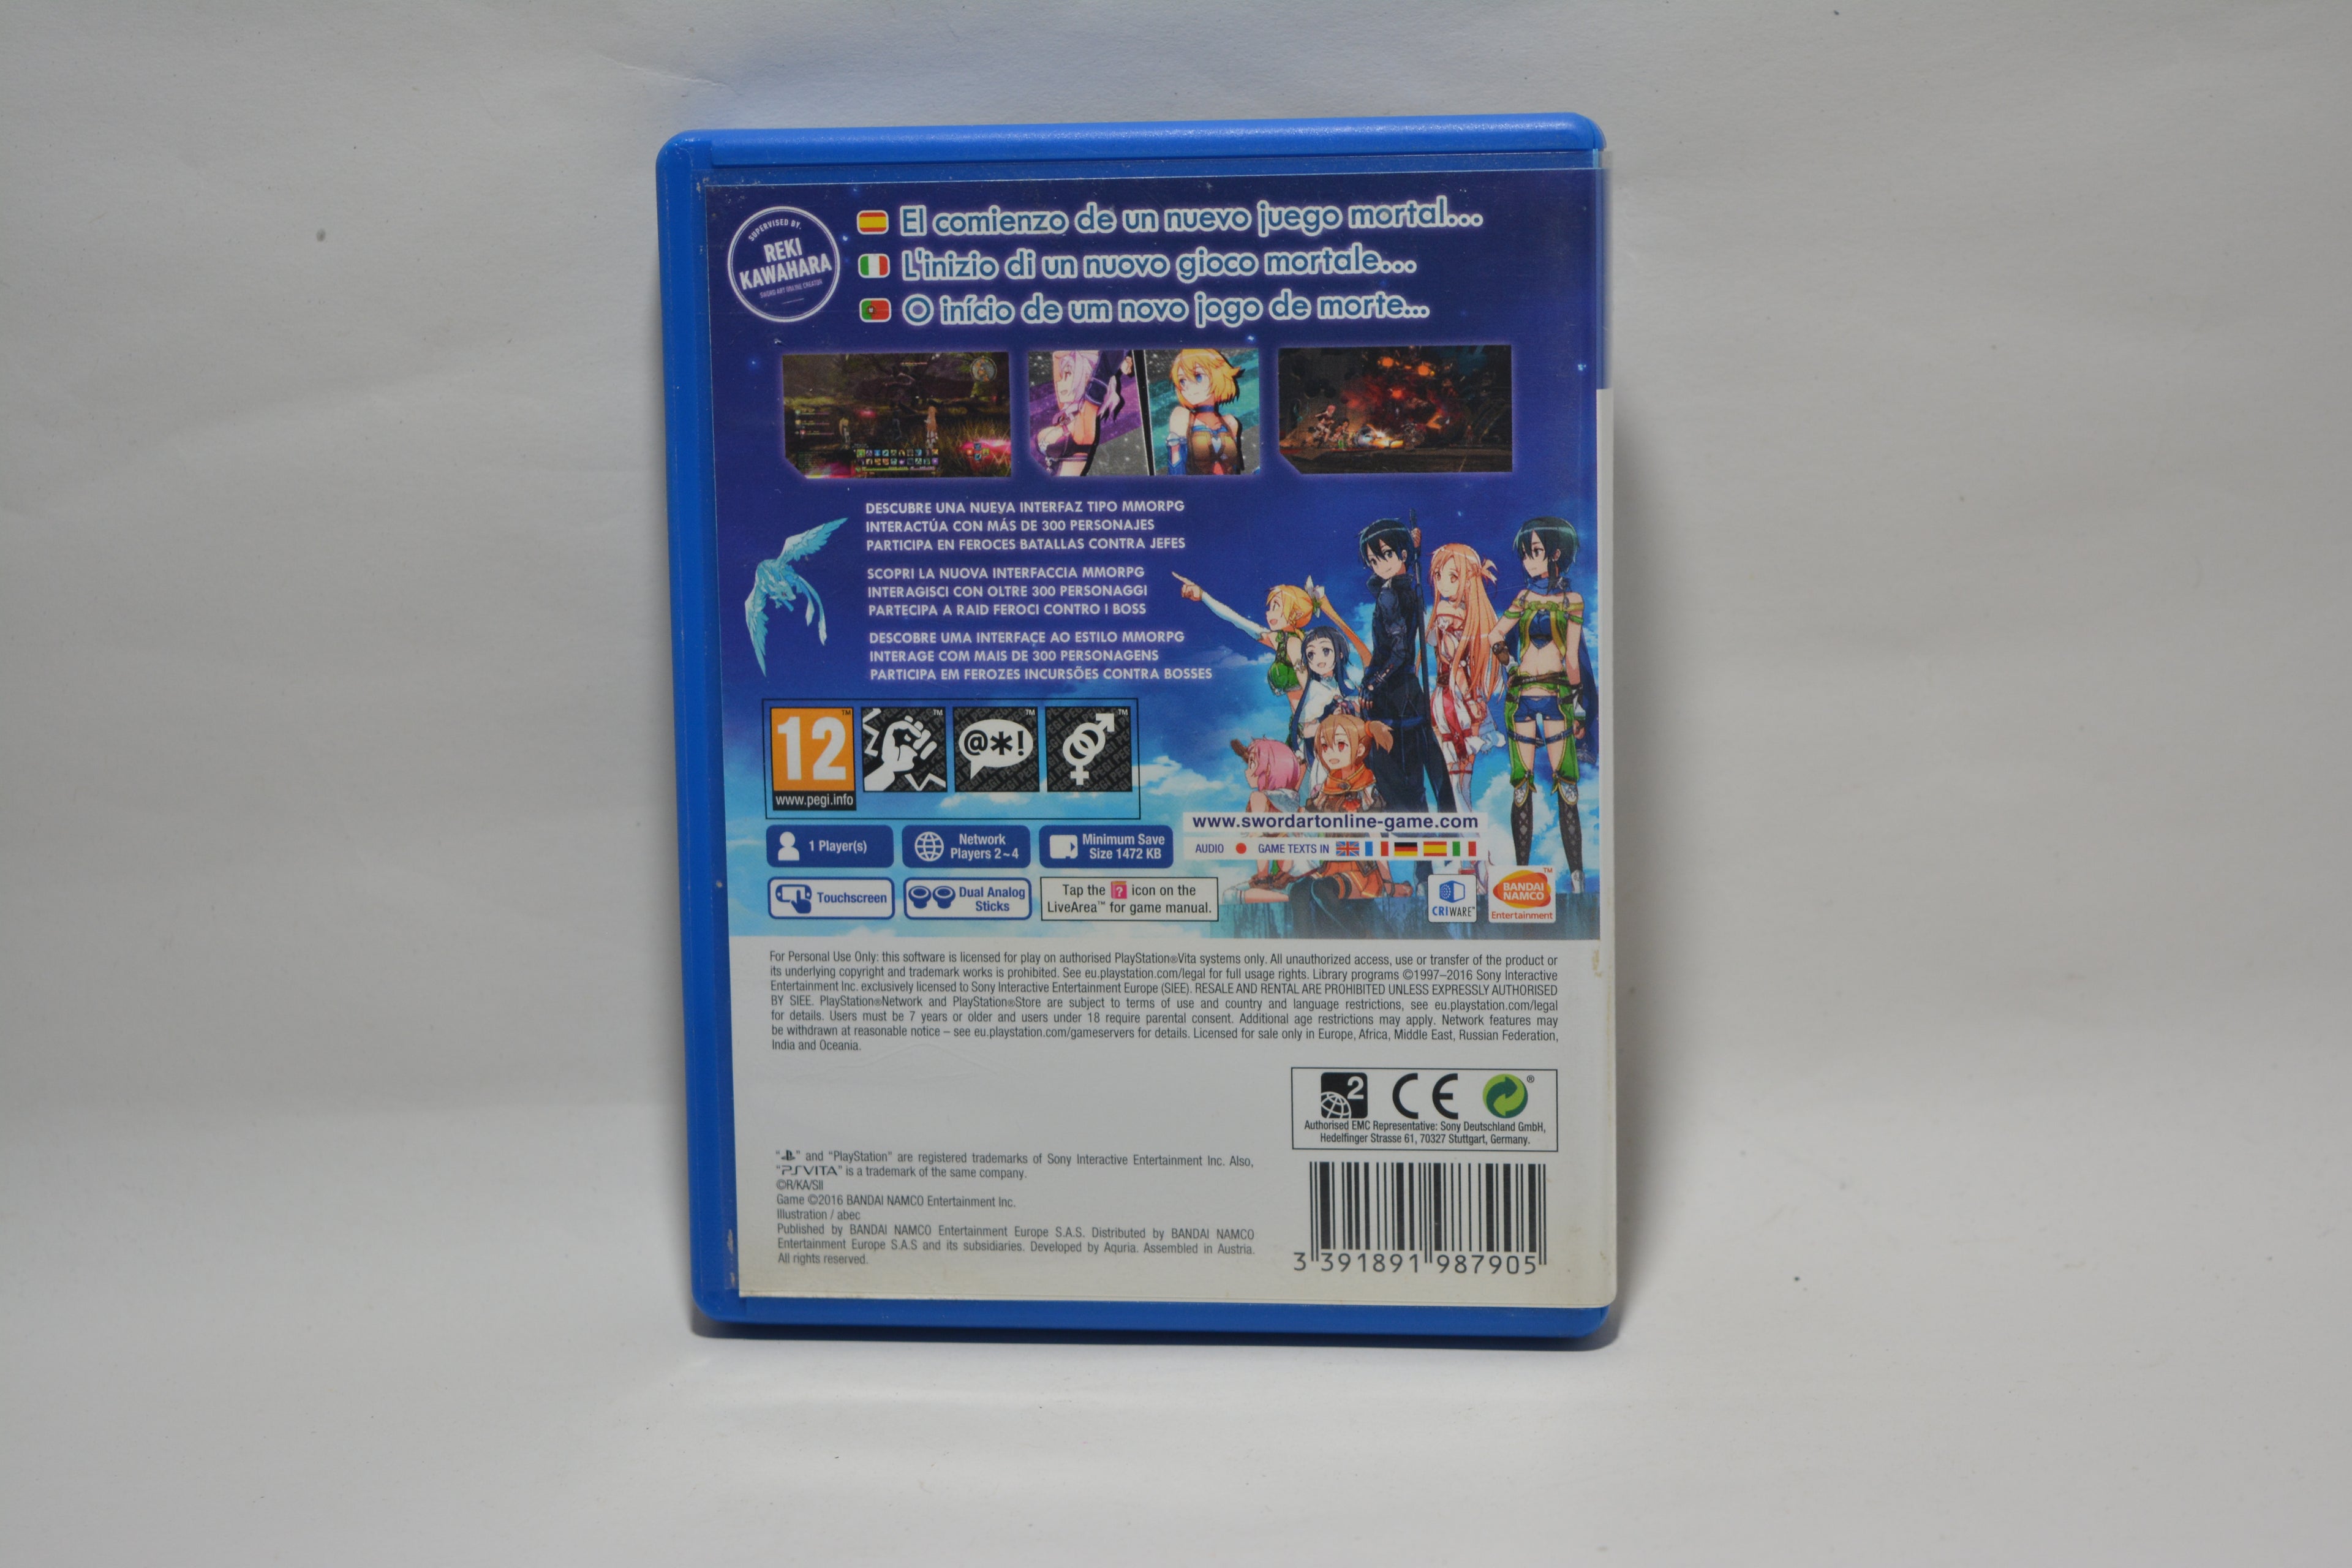 SUPERVISED BY.
REKI
KAWAHARA
SWORD ART ONLINE CREATOR
El comienzo de un nuevo juego mortal...
L'inizio di un nuovo gioco mortale...
O início de um novo jogo de morte...
DESCUBRE UNA NUEVA INTERFAZ TIPO MMORPG
INTERACTÚA CON MÁS DE 300 PERSONAJES
PARTICIPA EN FEROCES BATALLAS CONTRA JEFES
SCOPRI LA NUOVA INTERFACCIA MMORPG
INTERAGISCI CON OLTRE 300 PERSONAGGI
PARTECIPA A RAID FEROCI CONTRO I BOSS
DESCOBRE UMA INTERFACE AO ESTILO MMORPG
INTERAGE COM MAIS DE 300 PERSONAGENS
PARTICIPA EM FEROZES INCURSÕES CONTRA BOSSES
12™
www.pegi.info
™
@*!™
™
1 Player(s)
Network
Players 2~4
Minimum Save
Size 1472 KB
www.swordartonline-game.com
AUDIO GAME TEXTS IN
Touchscreen
Dual Analog
Sticks
Tap the ? icon on the
LiveArea™ for game manual.
CRIWARE™
BANDAI
NAMCO™
Entertainment
For Personal Use Only: this software is licensed for play on authorised PlayStation®Vita systems only. All unauthorized access, use or transfer of the product or
its underlying copyright and trademark works is prohibited. See eu.playstation.com/legal for full usage rights. Library programs ©1997–2016 Sony Interactive
Entertainment Inc. exclusively licensed to Sony Interactive Entertainment Europe (SIEE). RESALE AND RENTAL ARE PROHIBITED UNLESS EXPRESSLY AUTHORISED
BY SIEE. PlayStation®Network and PlayStation®Store are subject to terms of use and country and language restrictions, see eu.playstation.com/legal
for details. Users must be 7 years or older and users under 18 require parental consent. Additional age restrictions may apply. Network features may
be withdrawn at reasonable notice – see eu.playstation.com/gameservers for details. Licensed for sale only in Europe, Africa, Middle East, Russian Federation,
India and Oceania.
2 CE ®
Authorised EMC Representative: Sony Deutschland GmbH,
Hedelfinger Strasse 61, 70327 Stuttgart, Germany.
" " and "PlayStation" are registered trademarks of Sony Interactive Entertainment Inc. Also,
"PSVITA" is a trademark of the same company.
©R/KA/SII
Game ©2016 BANDAI NAMCO Entertainment Inc.
Illustration / abec
Published by BANDAI NAMCO Entertainment Europe S.A.S. Distributed by BANDAI NAMCO
Entertainment Europe S.A.S and its subsidiaries. Developed by Aquria. Assembled in Austria.
All rights reserved.
3 391891 987905